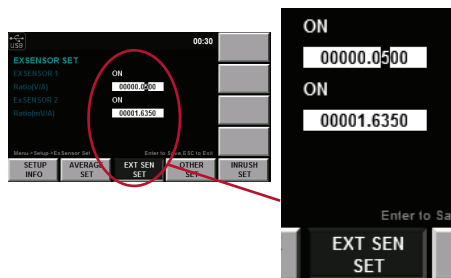 USB
00:30
EXSENSOR SET
EXSENSOR 1 ON
Ratio(V/A) 00000.0500
ExSENSOR 2 ON
Ratio(mV/A) 00001.6350
Menu->Setup->ExSensor Set Enter to Save ESC to Exit
SETUP INFO
AVERAGE SET
EXT SEN SET
OTHER SET
INRUSH SET
ON
00000.0500
ON
00001.6350
Enter to Sa
EXT SEN
SET